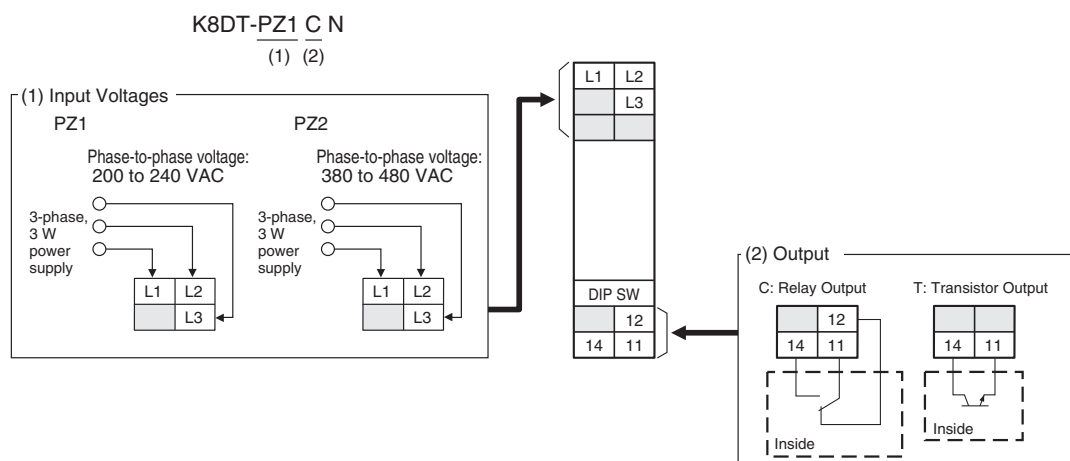 K8DT-PZ1 C N
(1) (2)
(1) Input Voltages
PZ1
Phase-to-phase voltage:
200 to 240 VAC
3-phase,
3 W
power
supply
L1 L2
L3
PZ2
Phase-to-phase voltage:
380 to 480 VAC
3-phase,
3 W
power
supply
L1 L2
L3
L1 L2
L3
DIP SW
12
14 11
(2) Output
C: Relay Output
12
14 11
Inside
T: Transistor Output
14 11
Inside